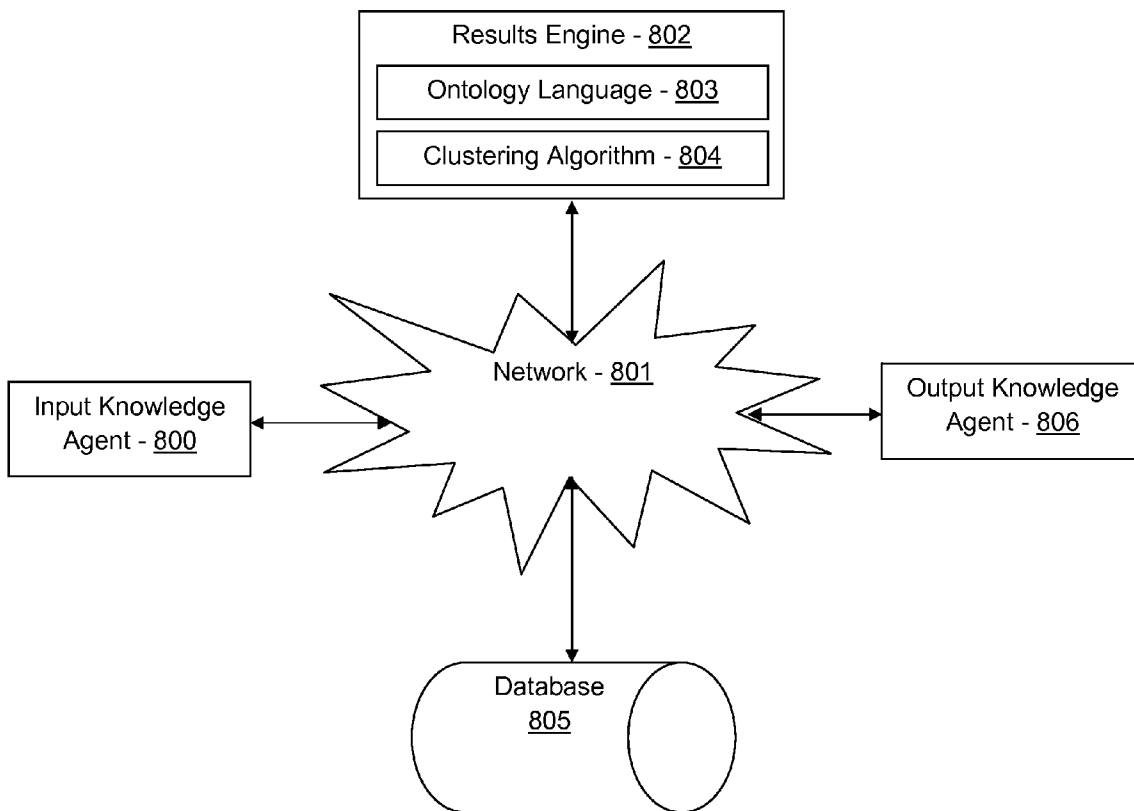 Results Engine - 802
Ontology Language - 803
Clustering Algorithm - 804
Network - 801
Input Knowledge
Agent - 800
Output Knowledge
Agent - 806
Database
805